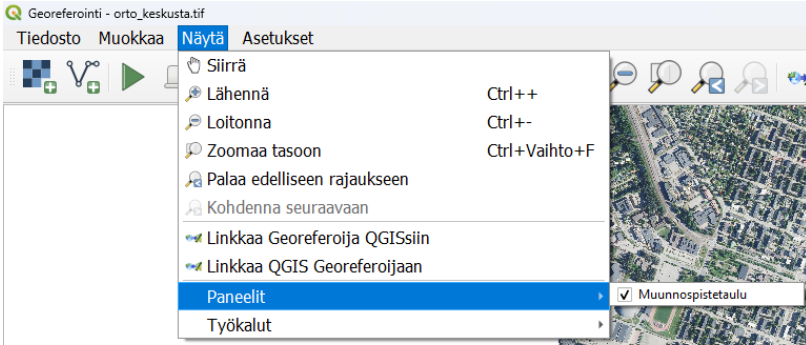 Georeferointi - orto_keskusta.tif
Tiedosto Muokkaa Näytä Asetukset
Siirrä
Lähennä Ctrl++
Loitonna Ctrl+-
Zoomaa tasoon Ctrl+Vaihto+F
Palaa edelliseen rajaukseen
Kohdenna seuraavaan
Linkkaa Georeferoija QGISsiin
Linkkaa QGIS Georeferoijaan
Paneelit
Muunnospistetaulu
Työkalut